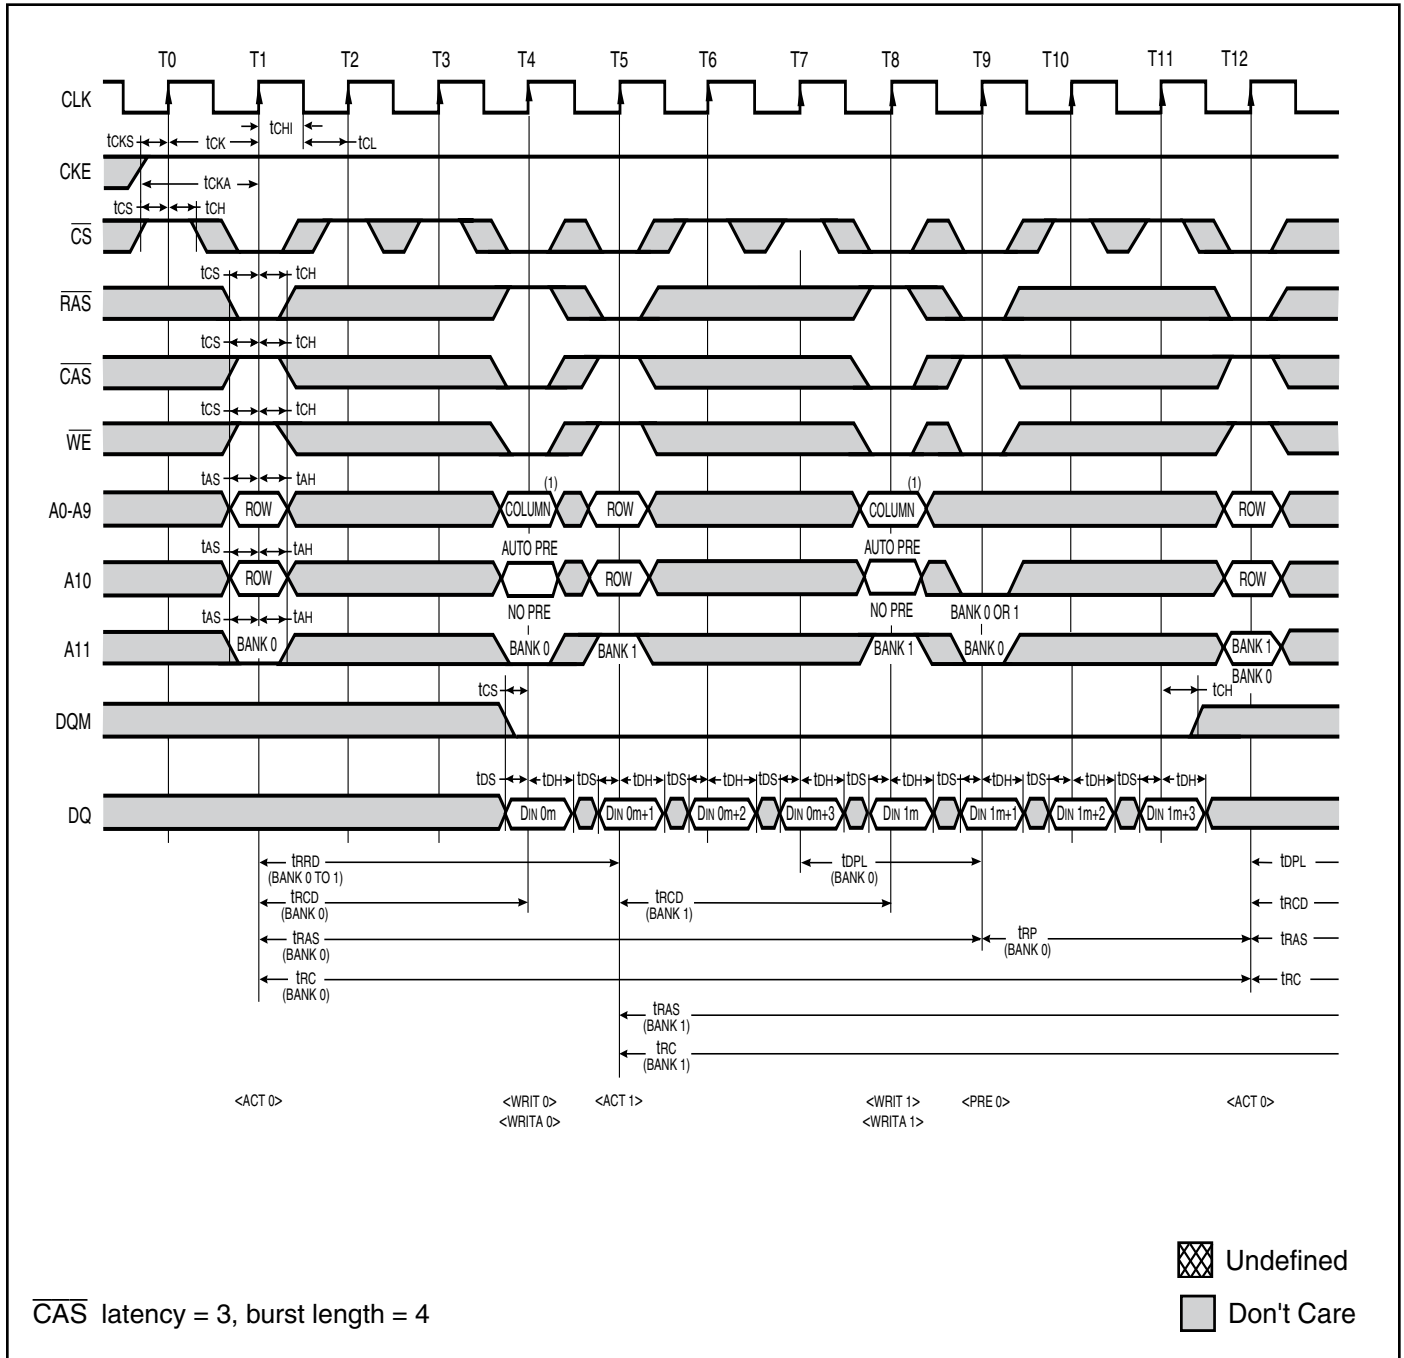 T0 T1 T2 T3 T4 T5 T6 T7 T8 T9 T10 T11 T12
CLK
tCHI
tCKS tCK tCL
CKE
tCKA
tCS tCH
CS
tCS tCH
RAS
tCS tCH
CAS
tCS tCH
WE
tAS tAH (1) (1)
A0-A9 ROW COLUMN ROW COLUMN ROW
tAS tAH AUTO PRE AUTO PRE
A10 ROW ROW ROW
tAS tAH NO PRE NO PRE BANK 0 OR 1
A11 BANK 0 BANK 0 BANK 1 BANK 1 BANK 0 BANK 1
BANK 0
tCS tCH
DQM
tDS tDH tDS tDH tDS tDH tDS tDH tDS tDH tDS tDH tDS tDH tDS tDH
DQ DIN 0m DIN 0m+1 DIN 0m+2 DIN 0m+3 DIN 1m DIN 1m+1 DIN 1m+2 DIN 1m+3
tRRD tDPL tDPL
(BANK 0 TO 1) (BANK 0)
tRCD tRCD tRCD
(BANK 0) (BANK 1)
tRAS tRP tRAS
(BANK 0) (BANK 0)
tRC tRC
(BANK 0)
tRAS
(BANK 1)
tRC
(BANK 1)
<ACT 0> <WRIT 0> <ACT 1> <WRIT 1> <PRE 0> <ACT 0>
<WRITA 0> <WRITA 1>
Undefined
CAS latency = 3, burst length = 4 Don't Care